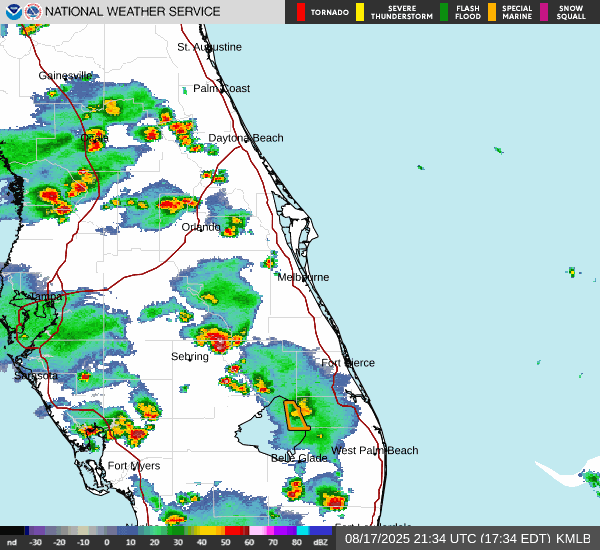 NATIONAL WEATHER SERVICE
TORNADO
SEVERE THUNDERSTORM
FLASH FLOOD
SPECIAL MARINE
SNOW SQUALL
St. Augustine
Gainesville
Palm Coast
Ocala
Daytona Beach
Orlando
Melbourne
Tampa
Sebring
Fort Pierce
Sarasota
West Palm Beach
Belle Glade
Fort Myers
Fort Lauderdale
nd -30 -20 -10 0 10 20 30 40 50 60 70 80 dBZ
08/17/2025 21:34 UTC (17:34 EDT) KMLB